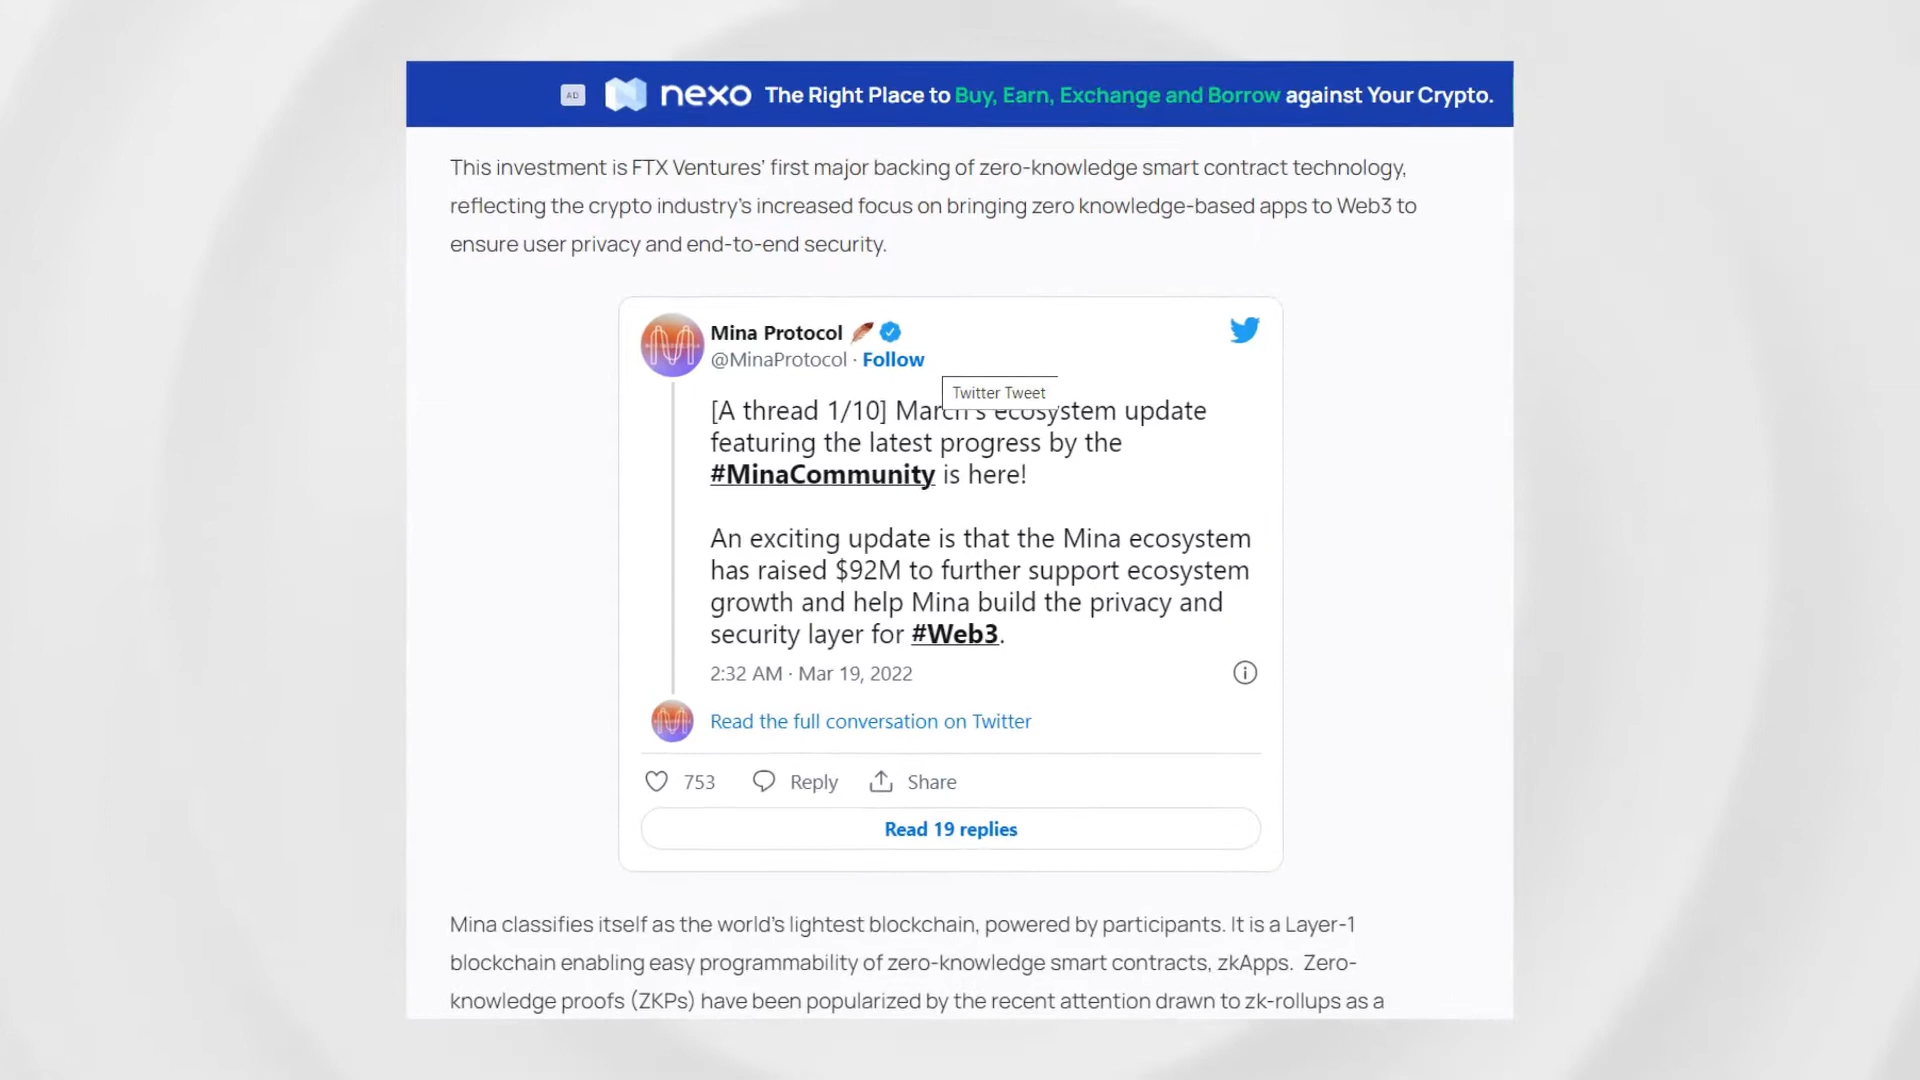 AD nexo The Right Place to Buy, Earn, Exchange and Borrow against Your Crypto.
This investment is FTX Ventures’ first major backing of zero-knowledge smart contract technology,
reflecting the crypto industry’s increased focus on bringing zero knowledge-based apps to Web3 to
ensure user privacy and end-to-end security.
Mina Protocol
@MinaProtocol · Follow
Twitter Tweet
[A thread 1/10] March's ecosystem update
featuring the latest progress by the
#MinaCommunity is here!
An exciting update is that the Mina ecosystem
has raised $92M to further support ecosystem
growth and help Mina build the privacy and
security layer for #Web3.
2:32 AM · Mar 19, 2022
Read the full conversation on Twitter
753 Reply Share
Read 19 replies
Mina classifies itself as the world’s lightest blockchain, powered by participants. It is a Layer-1
blockchain enabling easy programmability of zero-knowledge smart contracts, zkApps. Zero-
knowledge proofs (ZKPs) have been popularized by the recent attention drawn to zk-rollups as a